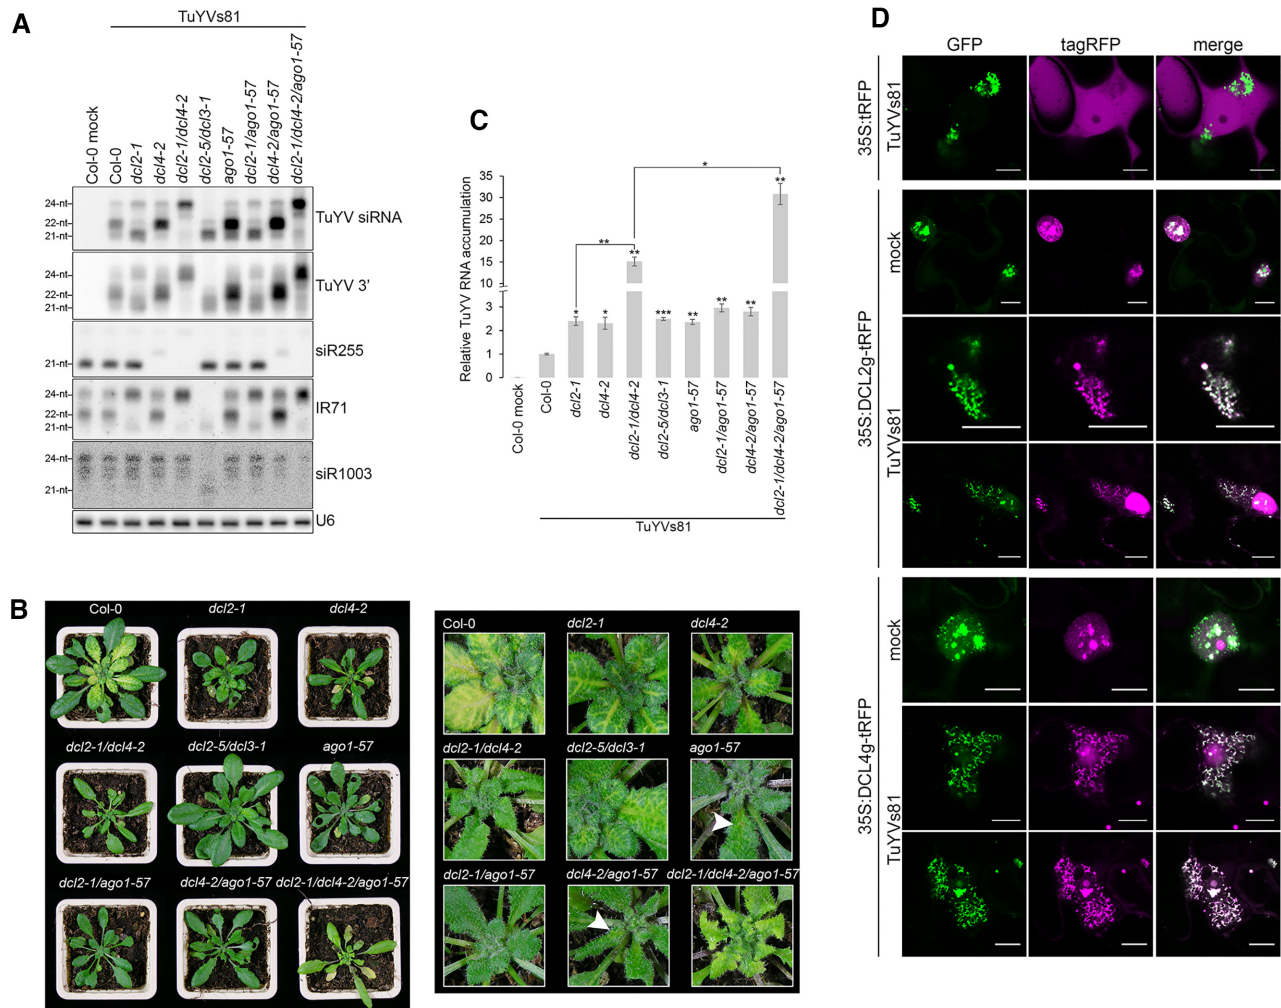 A
TuYVs81
Col-0 mock
Col-0
dcl2-1
dcl4-2
dcl2-1/dcl4-2
dcl2-5/dcl3-1
ago1-57
dcl2-1/ago1-57
dcl4-2/ago1-57
dcl2-1/dcl4-2/ago1-57
24-nt
22-nt
21-nt
TuYV siRNA
24-nt
22-nt
21-nt
TuYV 3'
21-nt
siR255
24-nt
22-nt
21-nt
IR71
24-nt
21-nt
siR1003
U6
B
Col-0 dcl2-1 dcl4-2
dcl2-1/dcl4-2 dcl2-5/dcl3-1 ago1-57
dcl2-1/ago1-57 dcl4-2/ago1-57 dcl2-1/dcl4-2/ago1-57
Col-0 dcl2-1 dcl4-2
dcl2-1/dcl4-2 dcl2-5/dcl3-1 ago1-57
dcl2-1/ago1-57 dcl4-2/ago1-57 dcl2-1/dcl4-2/ago1-57
C
Relative TuYV RNA accumulation
35
30
25
20
15
10
3
2
1
0
*
**
**
**
*
*
***
**
**
**
**
Col-0 mock
Col-0
dcl2-1
dcl4-2
dcl2-1/dcl4-2
dcl2-5/dcl3-1
ago1-57
dcl2-1/ago1-57
dcl4-2/ago1-57
dcl2-1/dcl4-2/ago1-57
TuYVs81
D
GFP tagRFP merge
35S:tRFP
TuYVs81
35S:DCL2g-tRFP
mock
TuYVs81
35S:DCL4g-tRFP
mock
TuYVs81